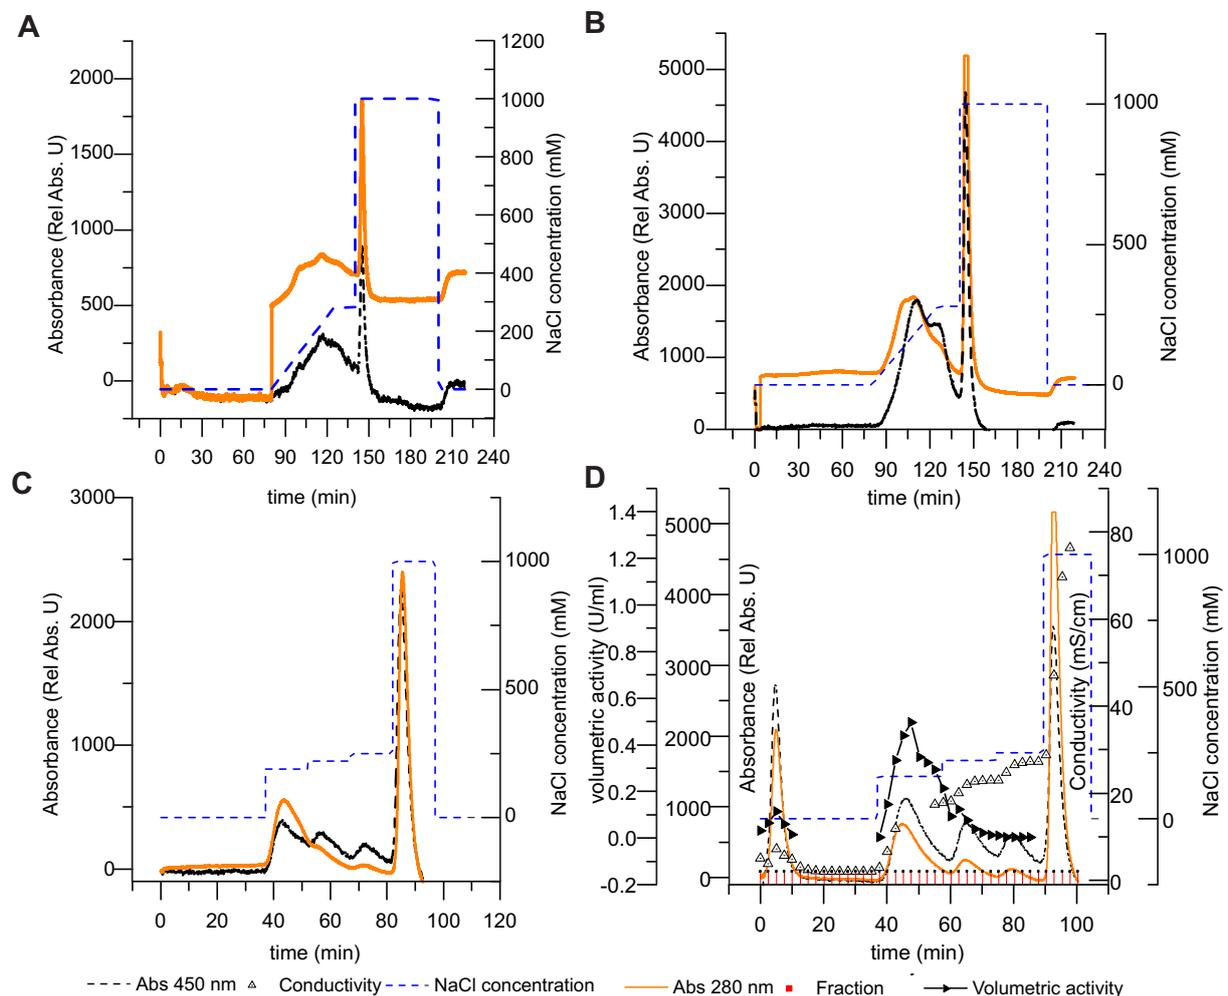 A
B
1200
1000
800
600
400
200
0
2000
1500
1000
500
0
Absorbance (Rel Abs. U)
NaCl concentration (mM)
0 30 60 90 120 150 180 210 240
time (min)
5000
4000
3000
2000
1000
0
Absorbance (Rel Abs. U)
1000
500
0
NaCl concentration (mM)
0 30 60 90 120 150 180 210 240
time (min)
C
D
3000
2000
1000
0
Absorbance (Rel Abs. U)
1000
500
0
NaCl concentration (mM)
0 20 40 60 80 100 120
time (min)
1.4
1.2
1.0
0.8
0.6
0.4
0.2
0.0
-0.2
volumetric activity (U/ml)
5000
4000
3000
2000
1000
0
Absorbance (Rel Abs. U)
80
60
40
20
0
Conductivity (mS/cm)
1000
500
0
NaCl concentration (mM)
0 20 40 60 80 100
time (min)
Abs 450 nm Conductivity NaCl concentration Abs 280 nm Fraction Volumetric activity